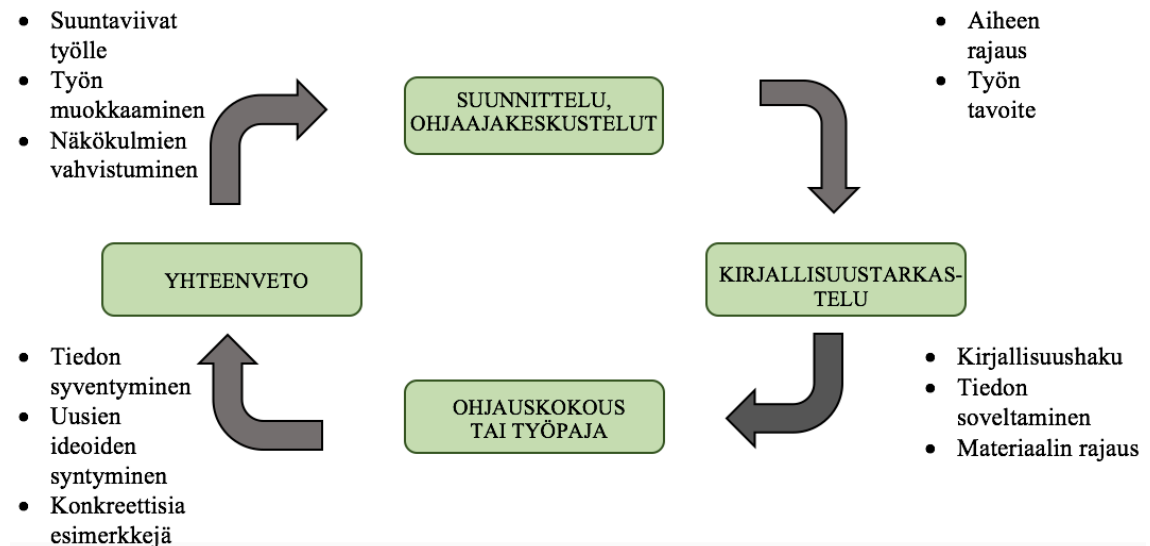 • Suuntaviivat
työlle
• Työn
muokkaaminen
• Näkökulmien
vahvistuminen
SUUNNITTELU,
OHJAAJAKESKUSTELUT
• Aiheen
rajaus
• Työn
tavoite
YHTEENVETO
KIRJALLISUUSTARKAS-
TELU
• Tiedon
syventyminen
• Uusien
ideoiden
syntyminen
• Konkreettisia
esimerkkejä
OHJAUSKOKOUS
TAI TYÖPAJA
• Kirjallisuushaku
• Tiedon
soveltaminen
• Materiaalin rajaus